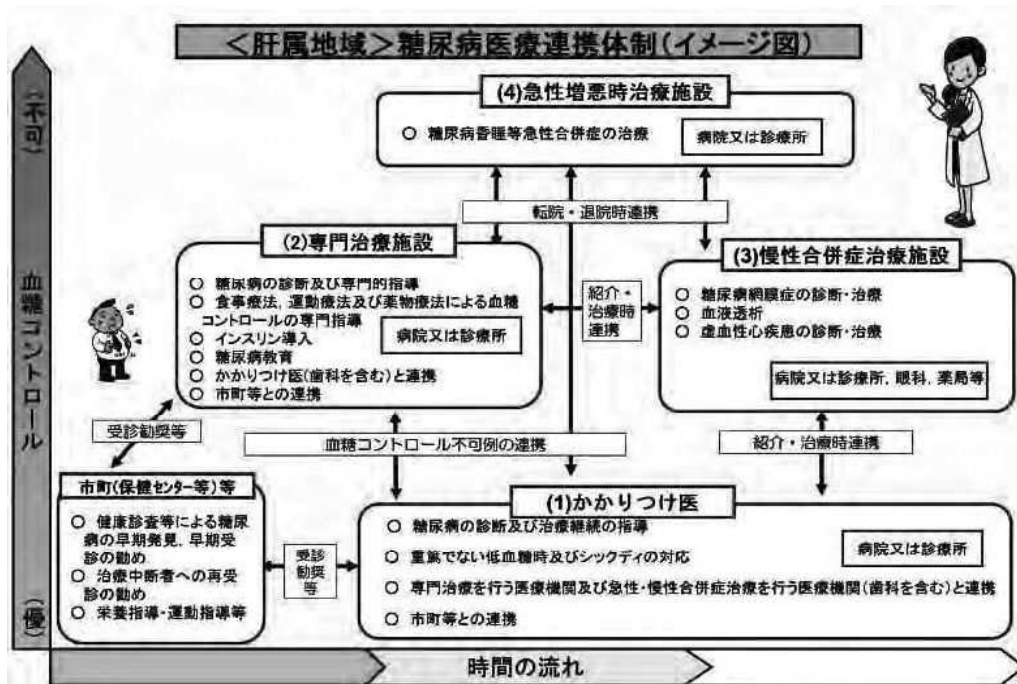 ＜肝属地域＞糖尿病医療連携体制(イメージ図)
(不可)
血糖コントロール
(優)
(4)急性増悪時治療施設
○ 糖尿病昏睡等急性合併症の治療
病院又は診療所
転院・退院時連携
(2)専門治療施設
○ 糖尿病の診断及び専門的指導
○ 食事療法，運動療法及び薬物療法による血糖
コントロールの専門指導
○ インスリン導入
○ 糖尿病教育
○ かかりつけ医(歯科を含む)と連携
○ 市町等との連携
病院又は診療所
紹介・
治療時
連携
(3)慢性合併症治療施設
○ 糖尿病網膜症の診断・治療
○ 血液透析
○ 虚血性心疾患の診断・治療
病院又は診療所，眼科，薬局等
受診勧奨等
血糖コントロール不可例の連携
紹介・治療時連携
市町(保健センター等)等
○ 健康診査等による糖尿
病の早期発見，早期受
診の勧め
○ 治療中断者への再受
診の勧め
○ 栄養指導・運動指導等
受診
勧奨
等
(1)かかりつけ医
○ 糖尿病の診断及び治療継続の指導
○ 重篤でない低血糖時及びシックディの対応
○ 専門治療を行う医療機関及び急性・慢性合併症治療を行う医療機関(歯科を含む)と連携
○ 市町等との連携
病院又は診療所
時間の流れ